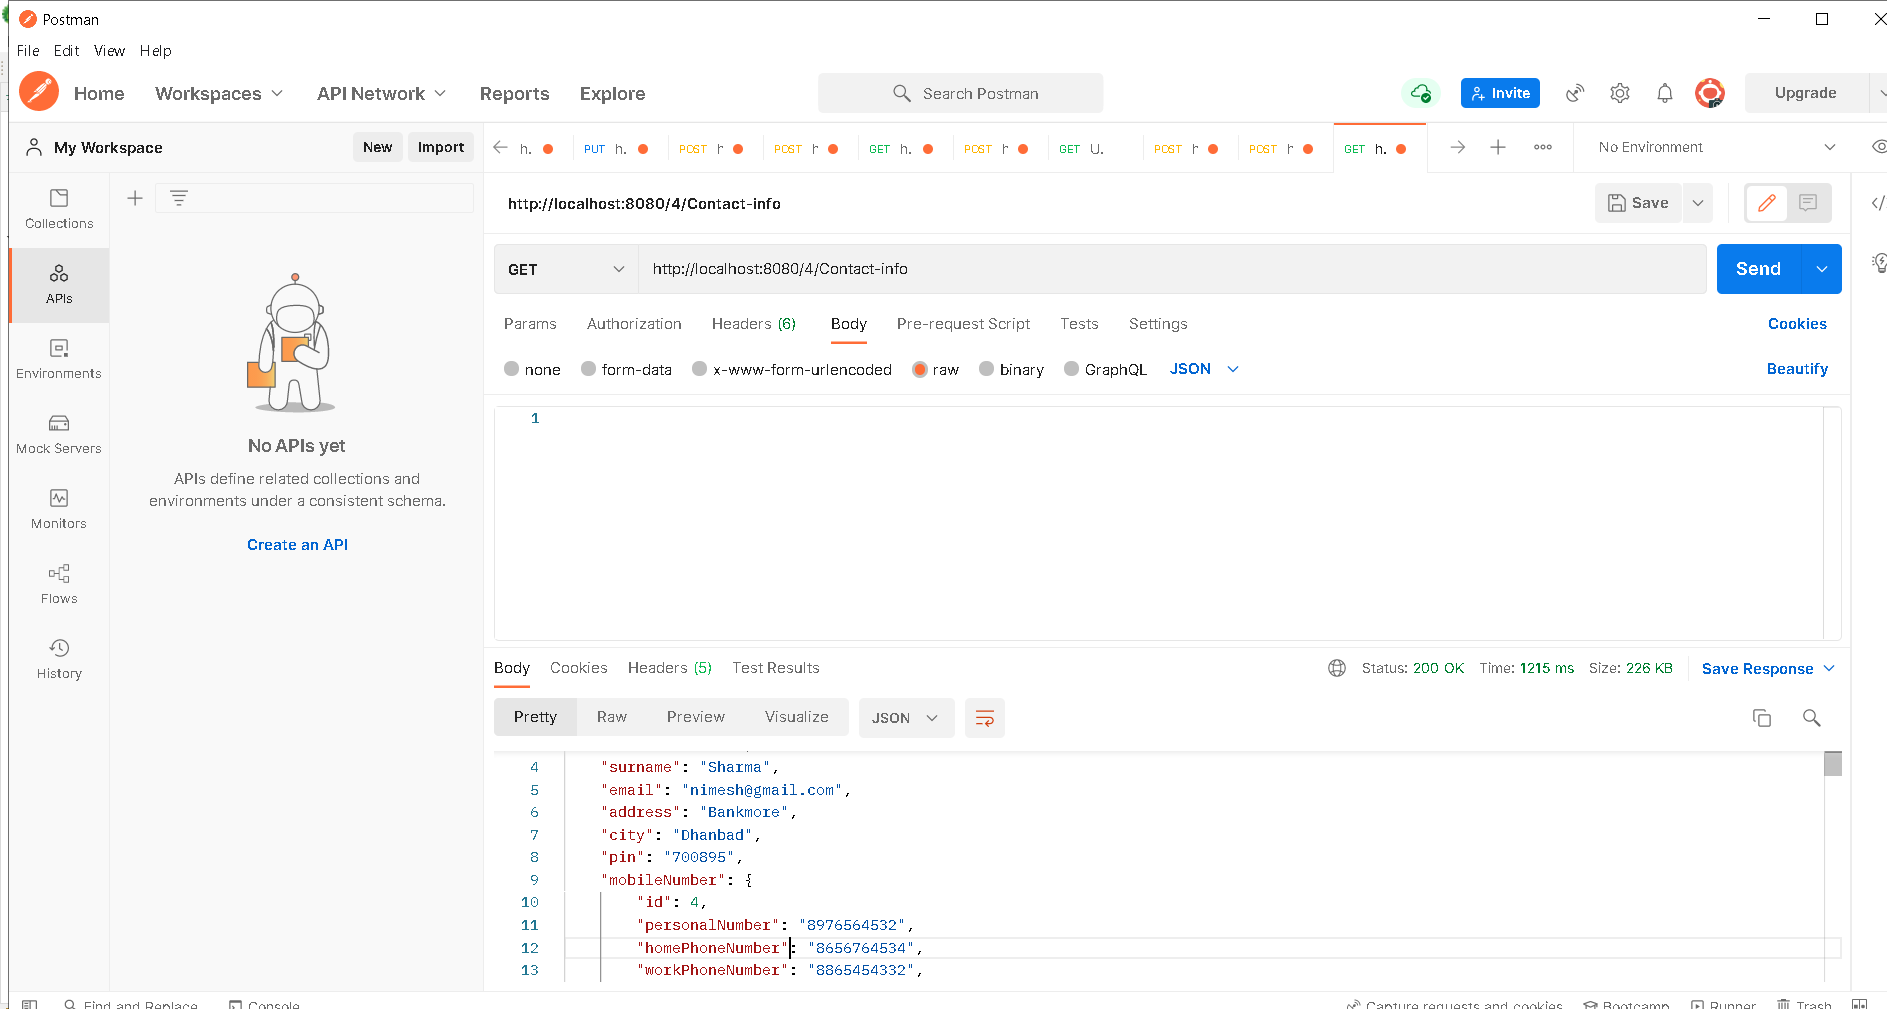 Postman
File Edit View Help
Home Workspaces API Network Reports Explore Search Postman Invite Upgrade
My Workspace New Import h. PUT h. POST h POST h GET h. POST h GET U. POST h POST h GET h. No Environment
Collections
APIs
Environments
Mock Servers
Monitors
Flows
History
No APIs yet
APIs define related collections and
environments under a consistent schema.
Create an API
http://localhost:8080/4/Contact-info Save
GET http://localhost:8080/4/Contact-info Send
Params Authorization Headers (6) Body Pre-request Script Tests Settings Cookies
none form-data x-www-form-urlencoded raw binary GraphQL JSON Beautify
1
Body Cookies Headers (5) Test Results Status: 200 OK Time: 1215 ms Size: 226 KB Save Response
Pretty Raw Preview Visualize JSON
4 "surname": "Sharma",
5 "email": "nimesh@gmail.com",
6 "address": "Bankmore",
7 "city": "Dhanbad",
8 "pin": "700895",
9 "mobileNumber": {
10 "id": 4,
11 "personalNumber": "8976564532",
12 "homePhoneNumber": "8656764534",
13 "workPhoneNumber": "8865454332",
Find and Replace Console Capture requests and cookies Bootcamp Runner Trash